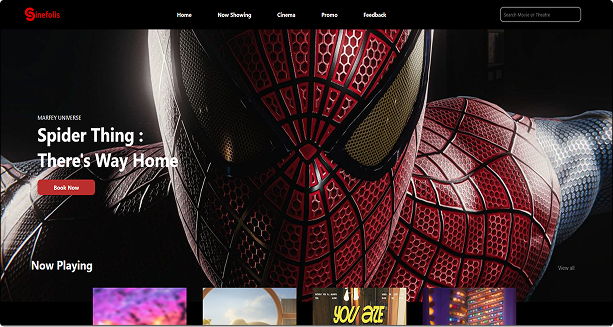 Sinefolis
Home
Now Showing
Cinema
Promo
Feedback
Search Movie or Theatre
MARFEY UNIVERSE
Spider Thing :
There's Way Home
Book Now
Now Playing
View all
YOU ARE